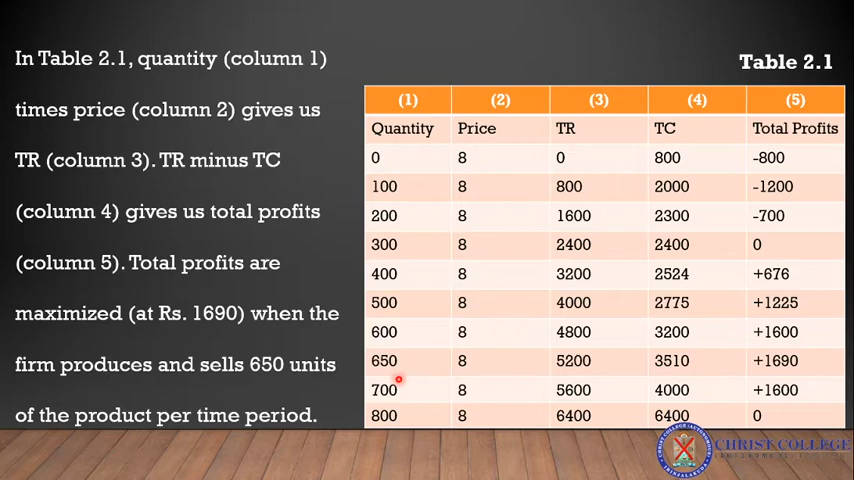 In Table 2.1, quantity (column 1)
times price (column 2) gives us
TR (column 3). TR minus TC
(column 4) gives us total profits
(column 5). Total profits are
maximized (at Rs. 1690) when the
firm produces and sells 650 units
of the product per time period.
Table 2.1
(1) (2) (3) (4) (5)
Quantity Price TR TC Total Profits
0 8 0 800 -800
100 8 800 2000 -1200
200 8 1600 2300 -700
300 8 2400 2400 0
400 8 3200 2524 +676
500 8 4000 2775 +1225
600 8 4800 3200 +1600
650 8 5200 3510 +1690
700 8 5600 4000 +1600
800 8 6400 6400 0
CHRIST COLLEGE